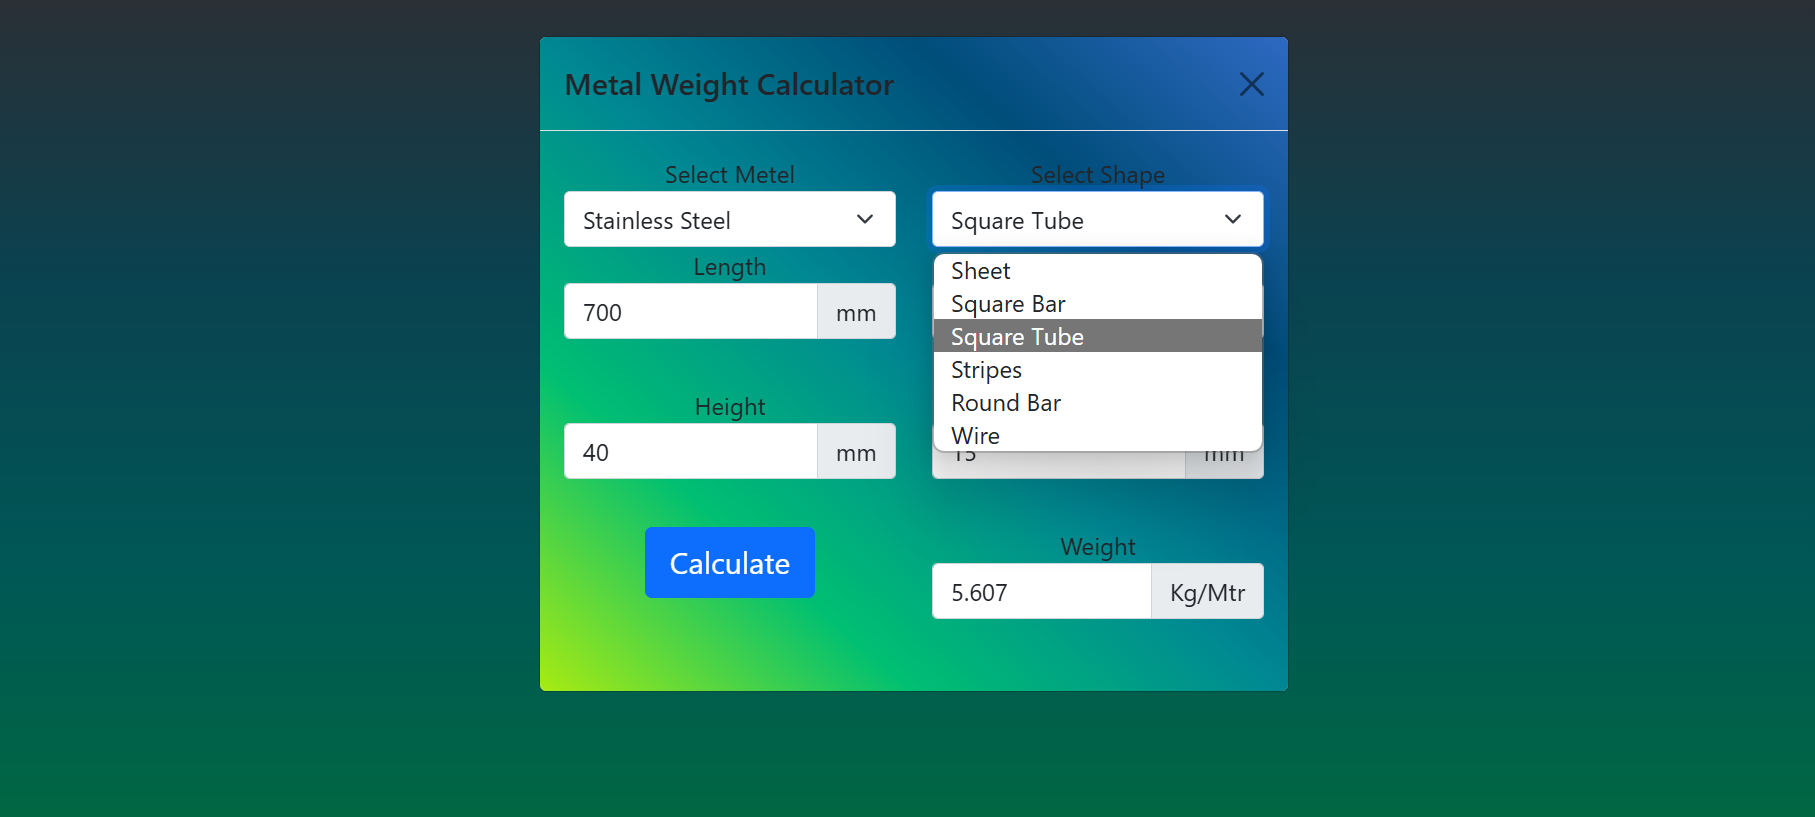 Metal Weight Calculator
Select Metel
Select Shape
Stainless Steel
Square Tube
Length
700 mm
Sheet
Square Bar
Square Tube
Stripes
Round Bar
Wire
Height
40 mm
15 mm
Calculate
Weight
5.607 Kg/Mtr